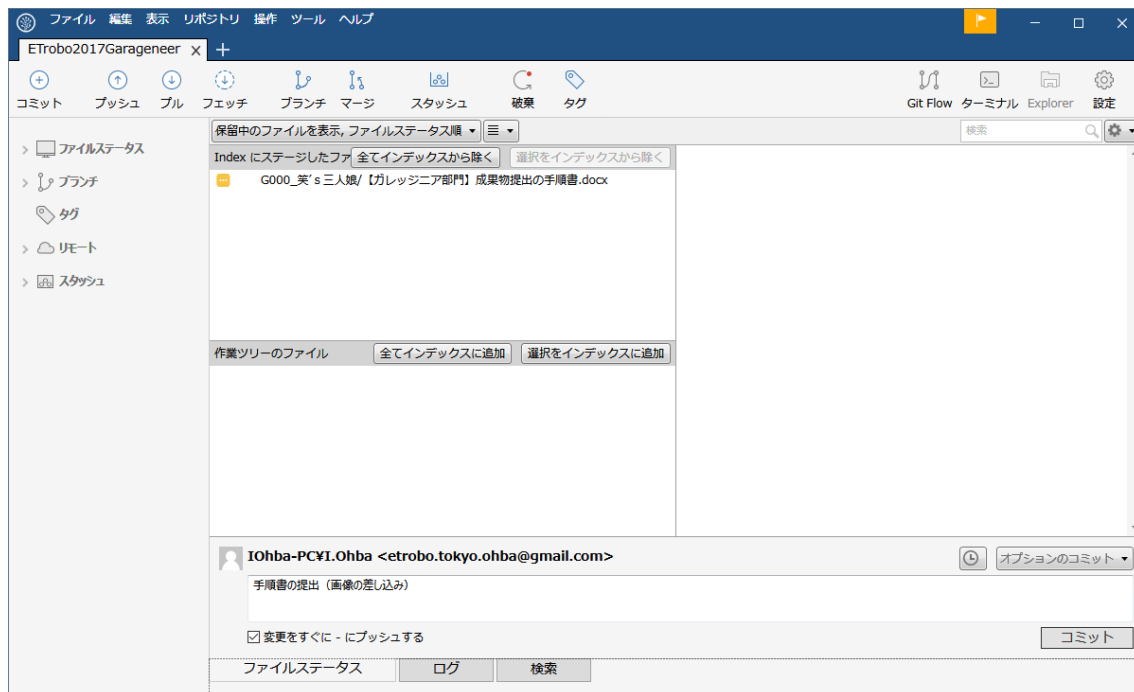 ファイル 編集 表示 リポジトリ 操作 ツール ヘルプ
ETrobo2017Garageneer
コミット プッシュ プル フェッチ ブランチ マージ スタッシュ 破棄 タグ Git Flow ターミナル Explorer 設定
保留中のファイルを表示, ファイルステータス順 検索
ファイルステータス
ブランチ
タグ
リモート
スタッシュ
Index にステージしたファ 全てインデックスから除く 選択をインデックスから除く
G000_笑's三人娘/【ガレッジニア部門】成果物提出の手順書.docx
作業ツリーのファイル 全てインデックスに追加 選択をインデックスに追加
IOhba-PC¥I.Ohba <etrobo.tokyo.ohba@gmail.com> オプションのコミット
手順書の提出（画像の差し込み）
変更をすぐに - にプッシュする コミット
ファイルステータス ログ 検索